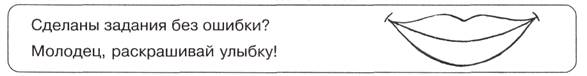 Сделаны задания без ошибки?
Молодец, раскрашивай улыбку!